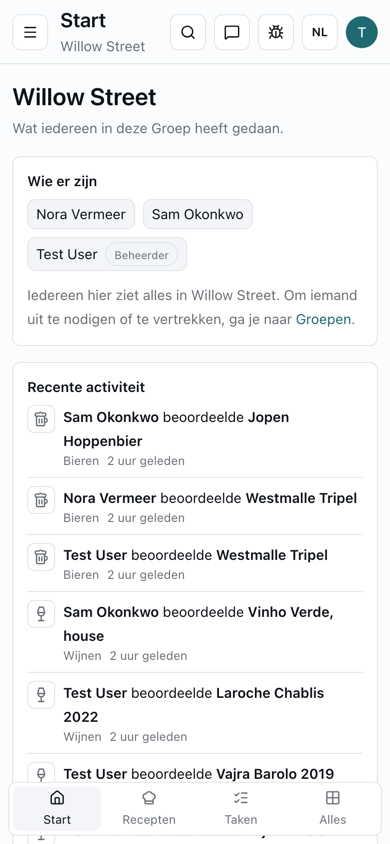 Start
Willow Street
NL
T
Willow Street
Wat iedereen in deze Groep heeft gedaan.
Wie er zijn
Nora Vermeer
Sam Okonkwo
Test User Beheerder
Iedereen hier ziet alles in Willow Street. Om iemand
uit te nodigen of te vertrekken, ga je naar Groepen.
Recente activiteit
Sam Okonkwo beoordeelde Jopen
Hoppenbier
Bieren 2 uur geleden
Nora Vermeer beoordeelde Westmalle Tripel
Bieren 2 uur geleden
Test User beoordeelde Westmalle Tripel
Bieren 2 uur geleden
Sam Okonkwo beoordeelde Vinho Verde,
house
Wijnen 2 uur geleden
Test User beoordeelde Laroche Chablis
2022
Wijnen 2 uur geleden
Test User beoordeelde Vajra Barolo 2019
Start
Recepten
Taken
Alles